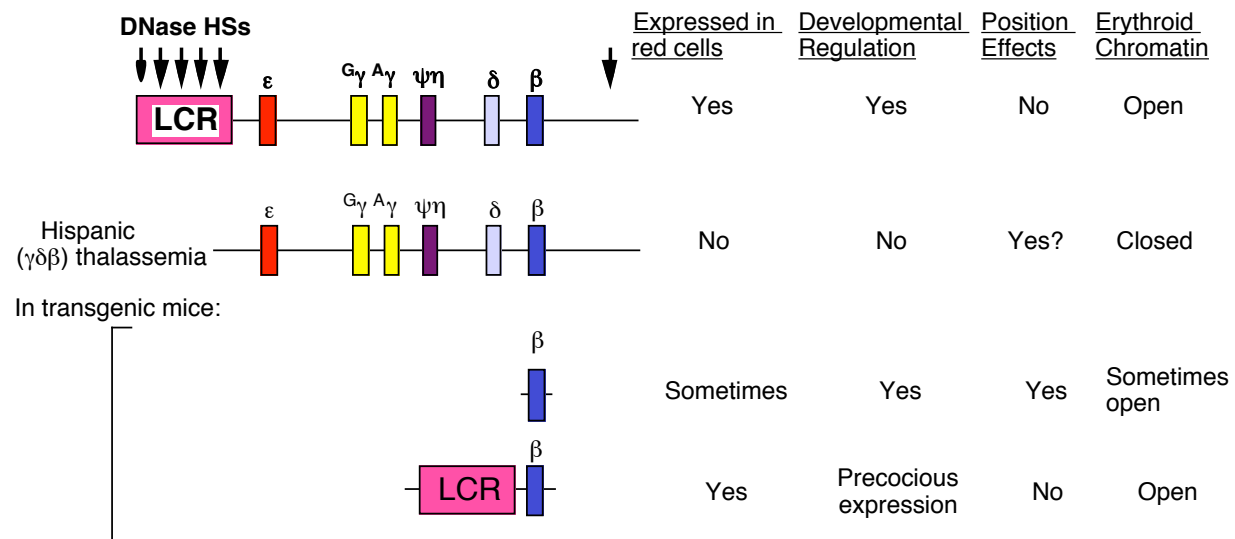 DNase HSs
Expressed in red cells
Developmental Regulation
Position Effects
Erythroid Chromatin
ε
Gγ Aγ ψη δ β
LCR
Yes Yes No Open
Gγ Aγ
ε ψη δ β
Hispanic
(γδβ) thalassemia
No No Yes? Closed
In transgenic mice:
β
Sometimes Yes Yes Sometimes open
β
LCR
Yes Precocious expression No Open